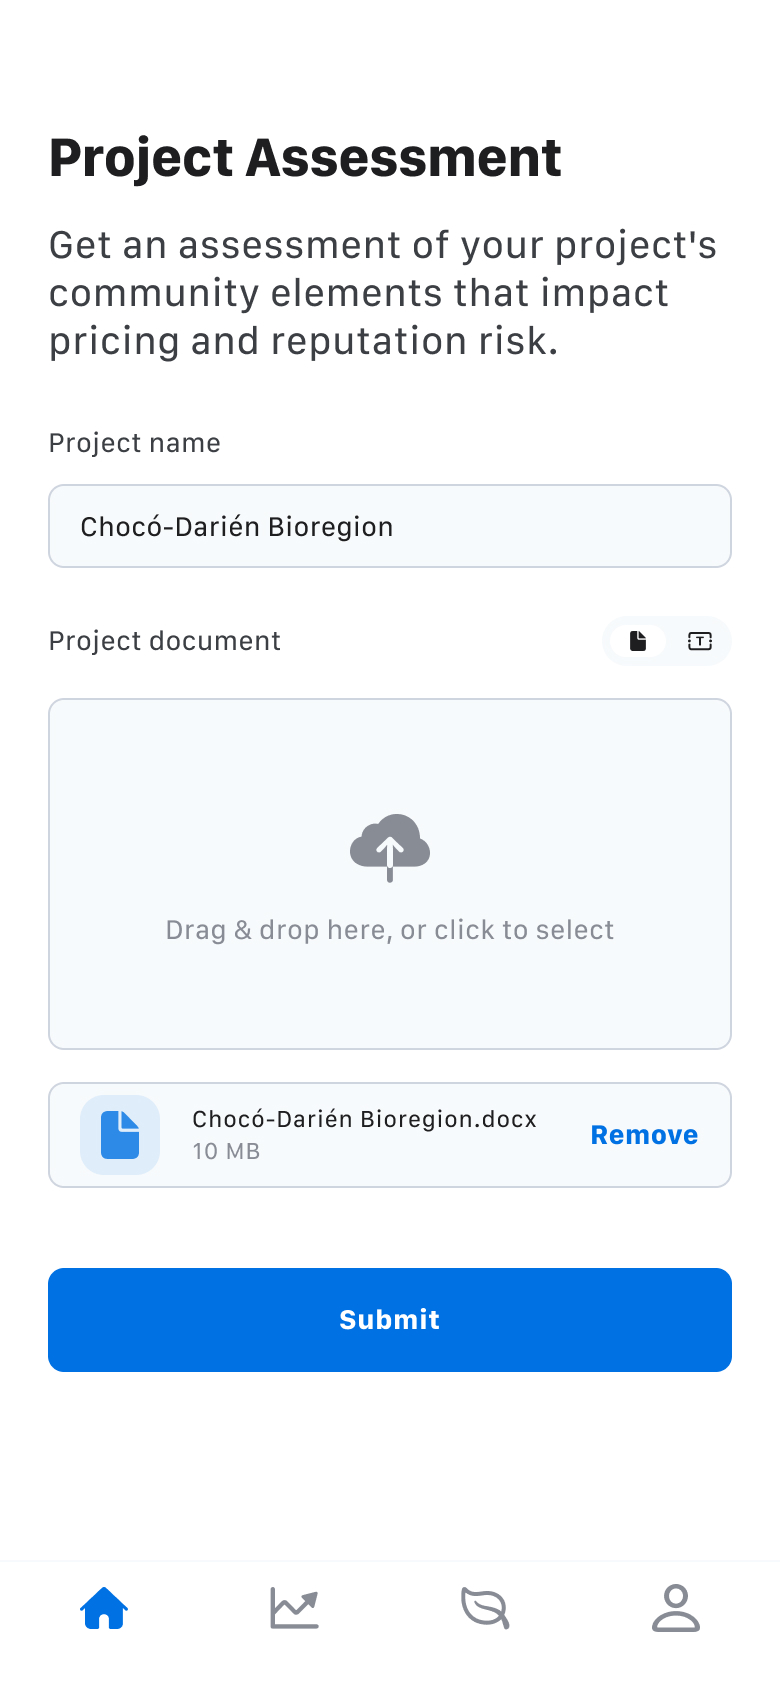 Project Assessment
Get an assessment of your project's
community elements that impact
pricing and reputation risk.
Project name
Chocó-Darién Bioregion
Project document
T
Drag & drop here, or click to select
Chocó-Darién Bioregion.docx
10 MB
Remove
Submit